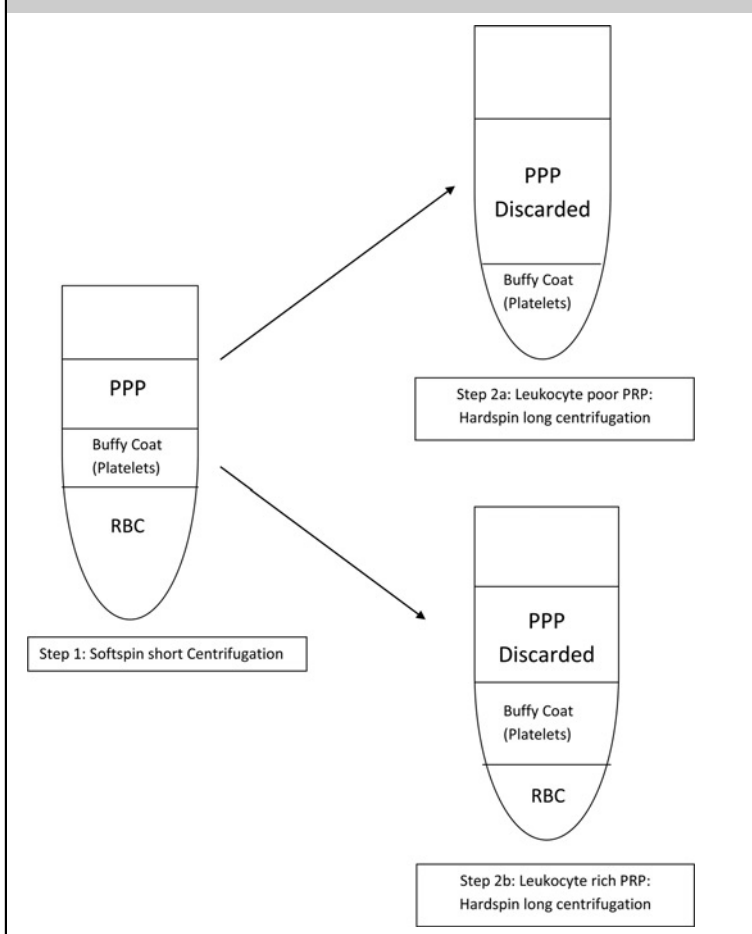 PPP
Buffy Coat
(Platelets)
RBC
Step 1: Softspin short Centrifugation
PPP
Discarded
Buffy Coat
(Platelets)
Step 2a: Leukocyte poor PRP:
Hardspin long centrifugation
PPP
Discarded
Buffy Coat
(Platelets)
RBC
Step 2b: Leukocyte rich PRP:
Hardspin long centrifugation